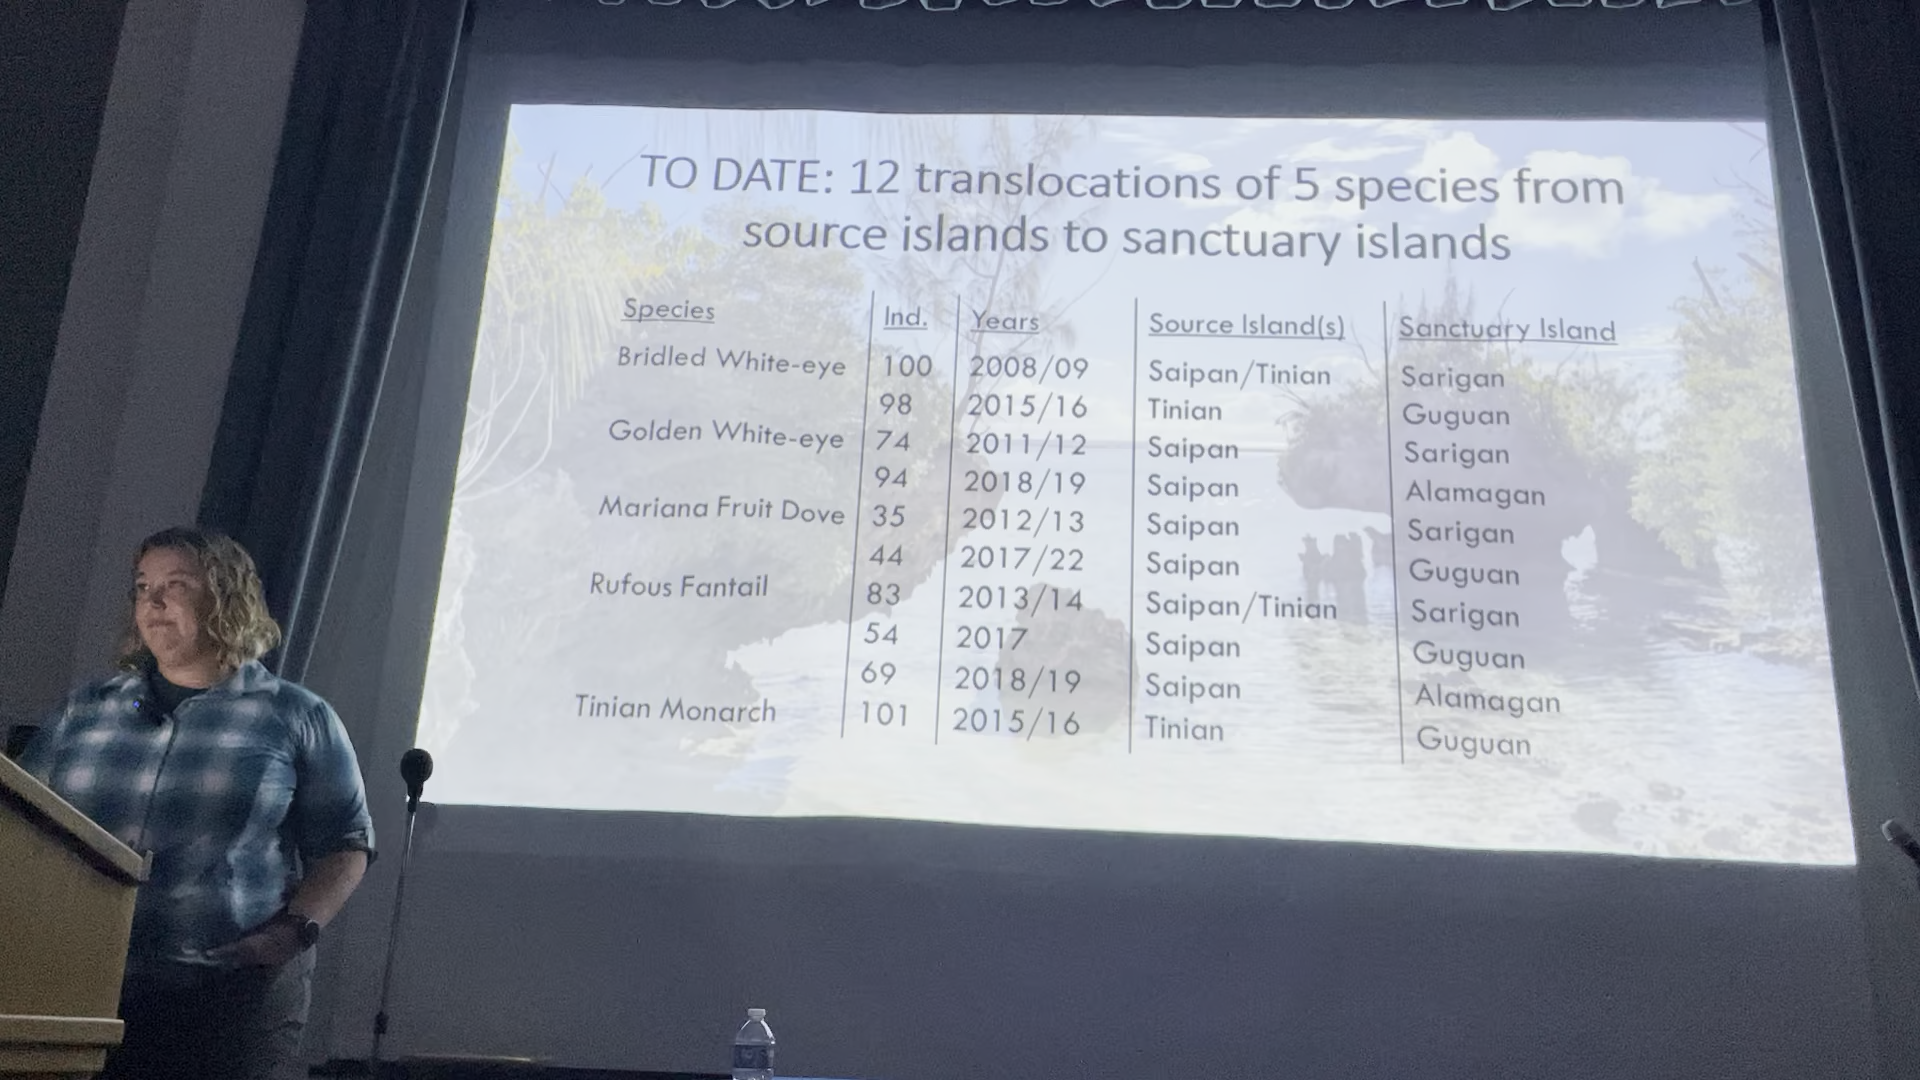 TO DATE: 12 translocations of 5 species from
source islands to sanctuary islands
Species Ind. Years Source Island(s) Sanctuary Island
Bridled White-eye 100 2008/09 Saipan/Tinian Sarigan
98 2015/16 Tinian Guguan
Golden White-eye 74 2011/12 Saipan Sarigan
94 2018/19 Saipan Alamagan
Mariana Fruit Dove 35 2012/13 Saipan Sarigan
44 2017/22 Saipan Guguan
Rufous Fantail 83 2013/14 Saipan/Tinian Sarigan
54 2017 Saipan Guguan
69 2018/19 Saipan Alamagan
Tinian Monarch 101 2015/16 Tinian Guguan